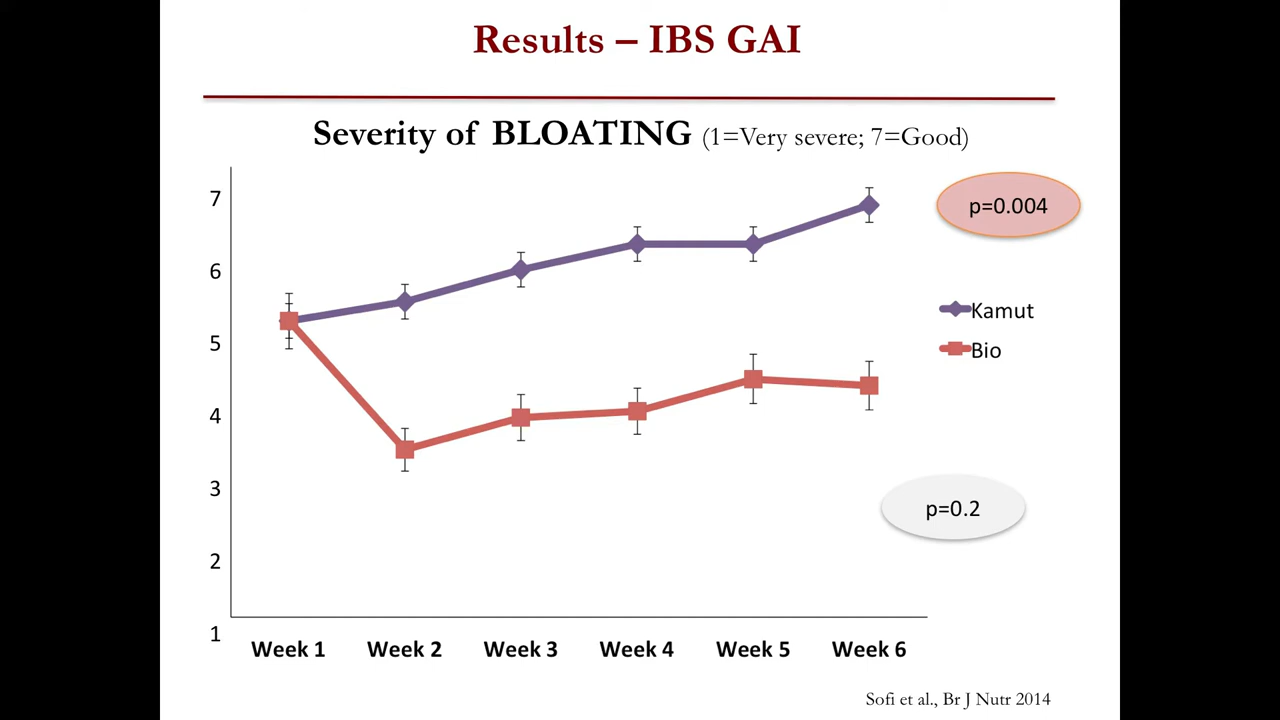 Results – IBS GAI
Severity of BLOATING (1=Very severe; 7=Good)
7
6
5
4
3
2
1
p=0.004
Kamut
Bio
p=0.2
Week 1 Week 2 Week 3 Week 4 Week 5 Week 6
Sofi et al., Br J Nutr 2014